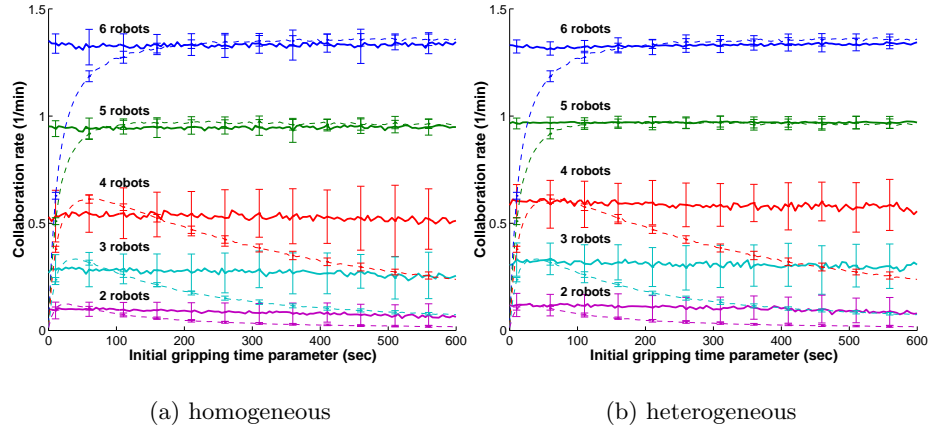 1.5
1
0.5
0
Collaboration rate (1/min)
6 robots
5 robots
4 robots
3 robots
2 robots
0 100 200 300 400 500 600
Initial gripping time parameter (sec)
(a) homogeneous
1.5
1
0.5
0
Collaboration rate (1/min)
6 robots
5 robots
4 robots
3 robots
2 robots
0 100 200 300 400 500 600
Initial gripping time parameter (sec)
(b) heterogeneous